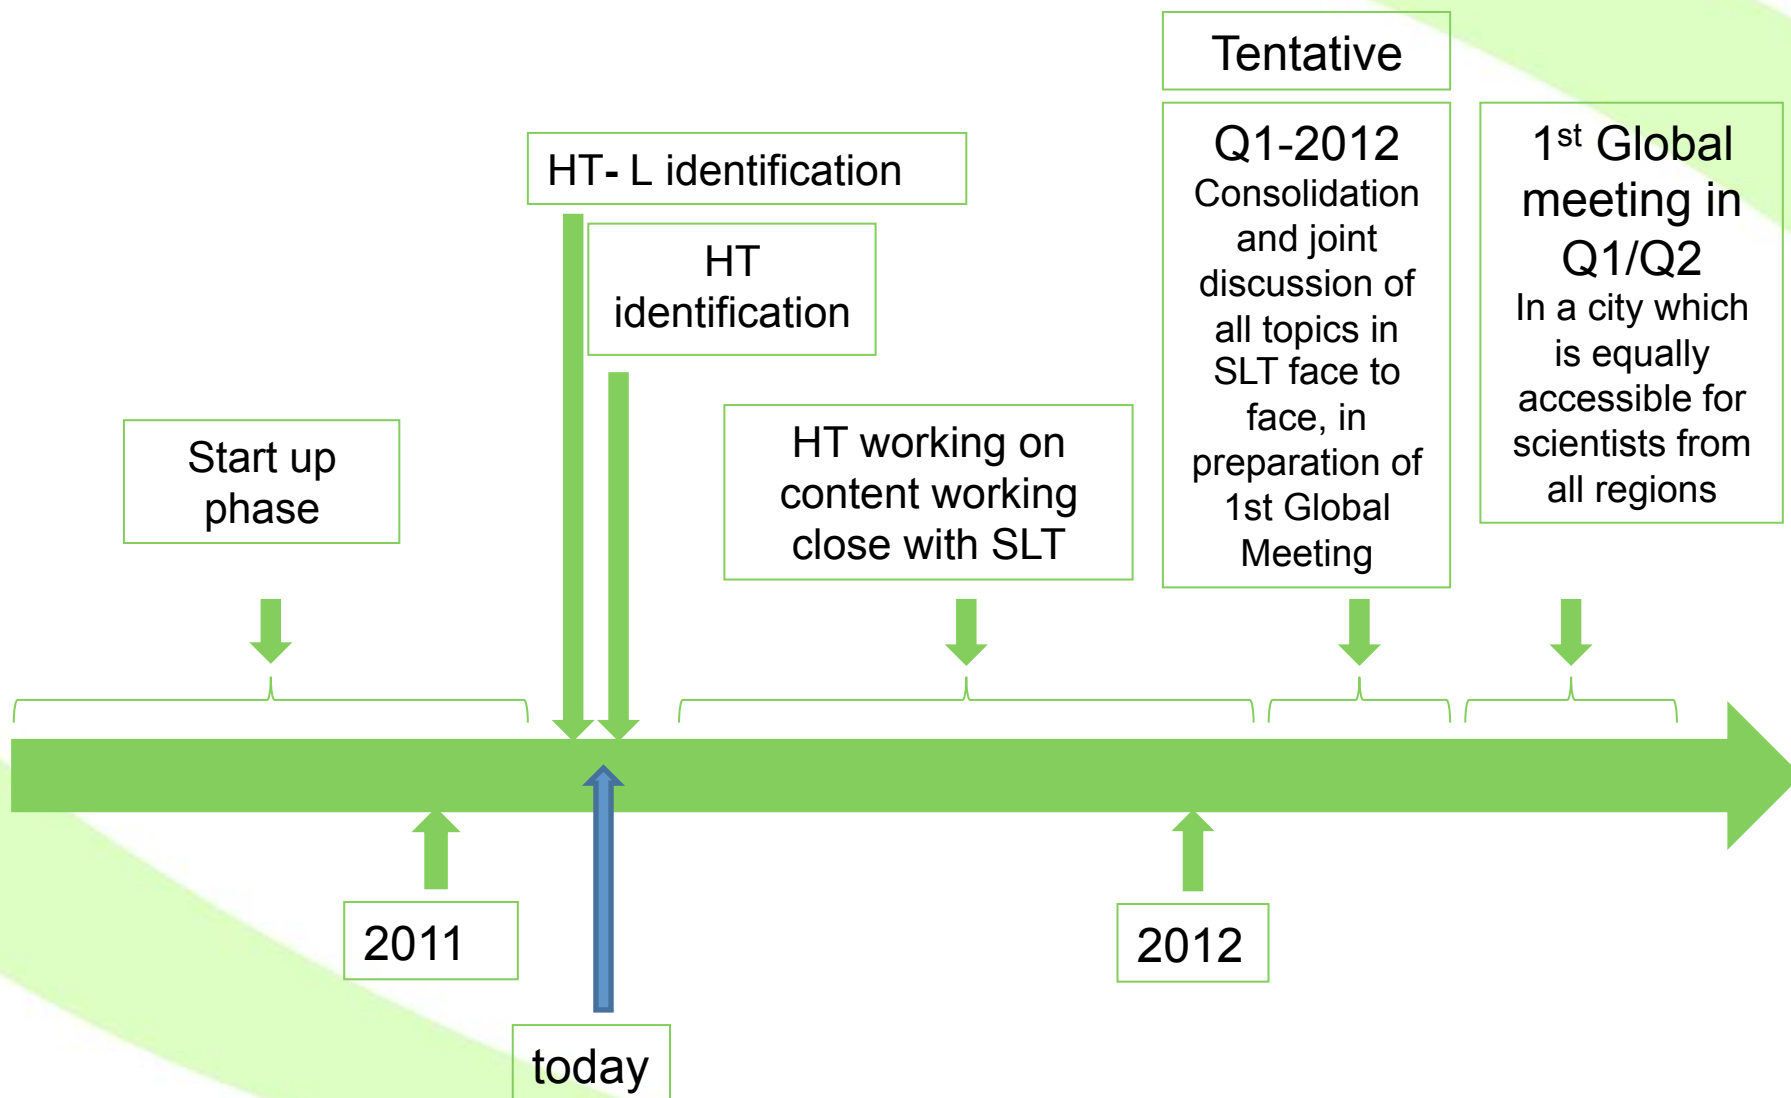 Tentative
HT- L identification
HT
identification
Start up
phase
HT working on
content working
close with SLT
Q1-2012
Consolidation
and joint
discussion of
all topics in
SLT face to
face, in
preparation of
1st Global
Meeting
1st Global
meeting in
Q1/Q2
In a city which
is equally
accessible for
scientists from
all regions
2011
2012
today